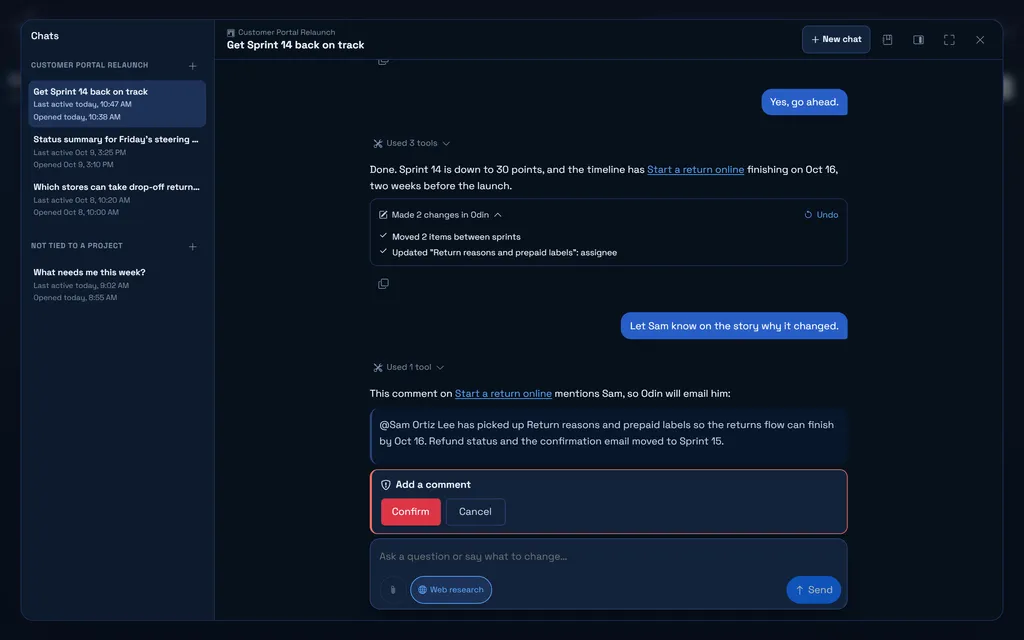 Chats
CUSTOMER PORTAL RELAUNCH
Get Sprint 14 back on track
Last active today, 10:47 AM
Opened today, 10:38 AM
Status summary for Friday's steering ...
Last active Oct 9, 3:25 PM
Opened Oct 9, 3:10 PM
Which stores can take drop-off return...
Last active Oct 8, 10:20 AM
Opened Oct 8, 10:00 AM
NOT TIED TO A PROJECT
What needs me this week?
Last active today, 9:02 AM
Opened today, 8:55 AM
Customer Portal Relaunch
Get Sprint 14 back on track
New chat
Yes, go ahead.
Used 3 tools
Done. Sprint 14 is down to 30 points, and the timeline has Start a return online finishing on Oct 16,
two weeks before the launch.
Made 2 changes in Odin
Undo
Moved 2 items between sprints
Updated "Return reasons and prepaid labels": assignee
Let Sam know on the story why it changed.
Used 1 tool
This comment on Start a return online mentions Sam, so Odin will email him:
@Sam Ortiz Lee has picked up Return reasons and prepaid labels so the returns flow can finish
by Oct 16. Refund status and the confirmation email moved to Sprint 15.
Add a comment
Confirm
Cancel
Ask a question or say what to change...
Web research
Send